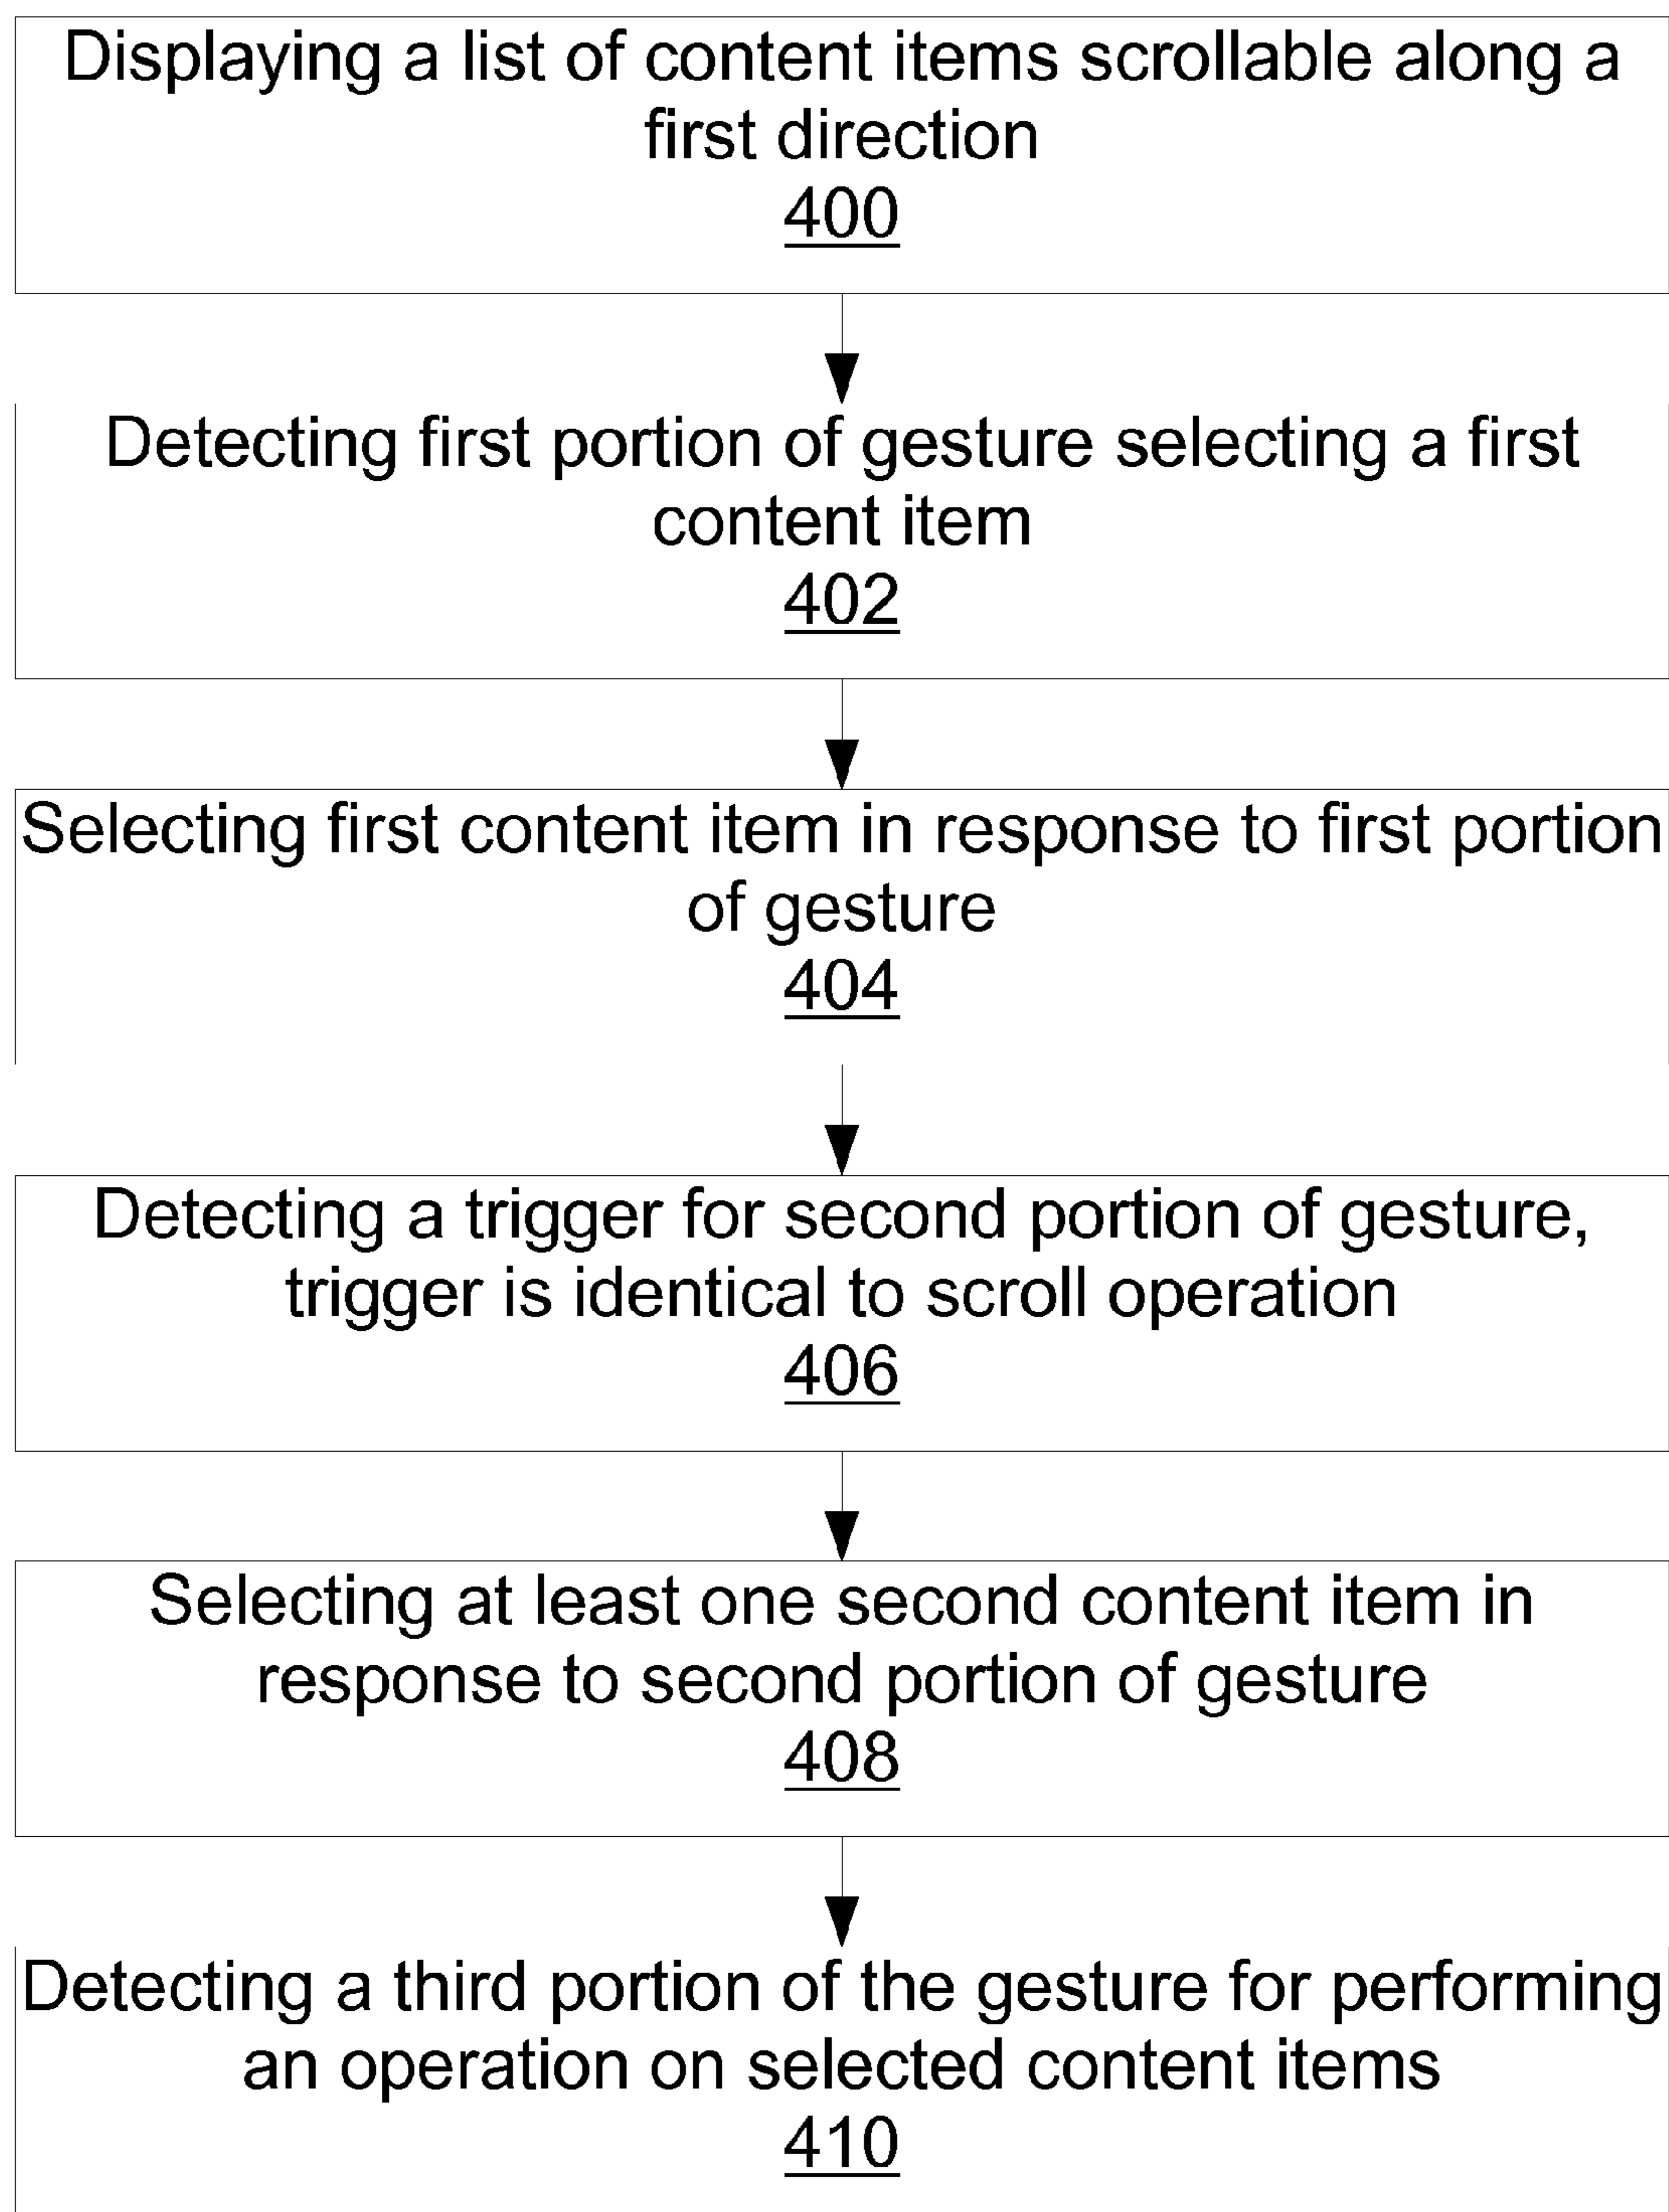 Displaying a list of content items scrollable along a
first direction
400
Detecting first portion of gesture selecting a first
content item
402
Selecting first content item in response to first portion
of gesture
404
Detecting a trigger for second portion of gesture,
trigger is identical to scroll operation
406
Selecting at least one second content item in
response to second portion of gesture
408
Detecting a third portion of the gesture for performing
an operation on selected content items
410